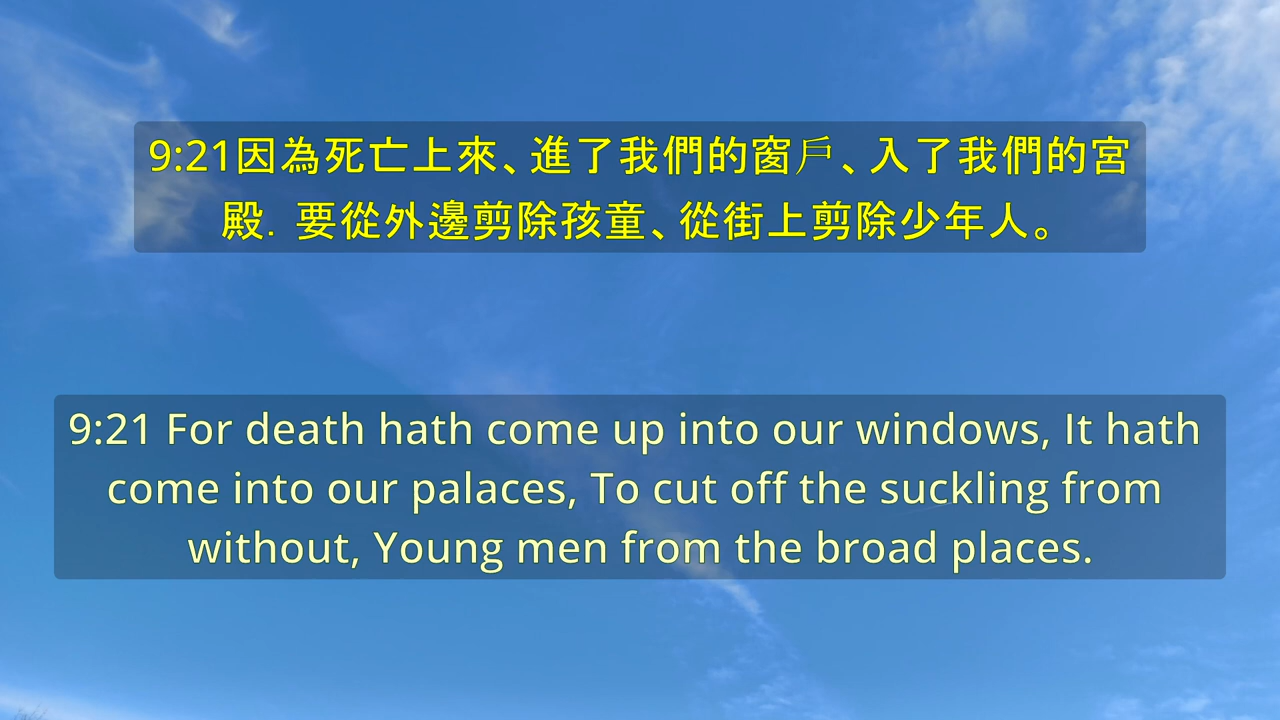 9:21因為死亡上來、進了我們的窗戶、入了我們的宮
殿. 要從外邊剪除孩童、從街上剪除少年人。
9:21 For death hath come up into our windows, It hath
come into our palaces, To cut off the suckling from
without, Young men from the broad places.